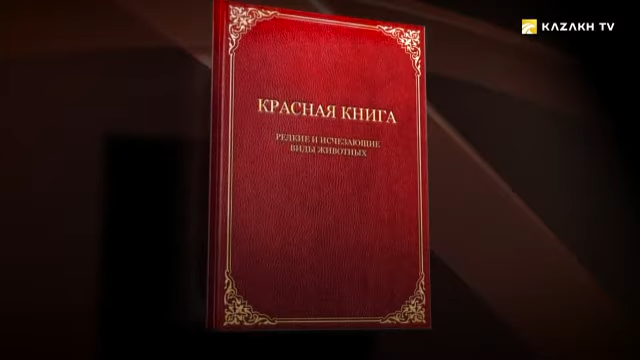 KAZAKH TV
КРАСНАЯ КНИГА
РЕДКИЕ И ИСЧЕЗАЮЩИЕ
ВИДЫ ЖИВОТНЫХ